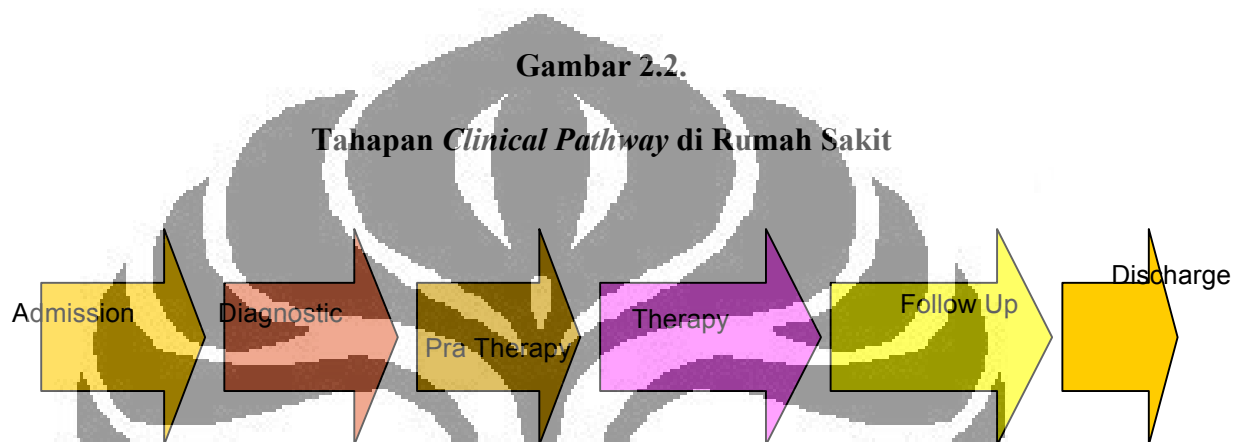 Gambar 2.2.
Tahapan Clinical Pathway di Rumah Sakit
Admission
Diagnostic
Pra Therapy
Therapy
Follow Up
Discharge